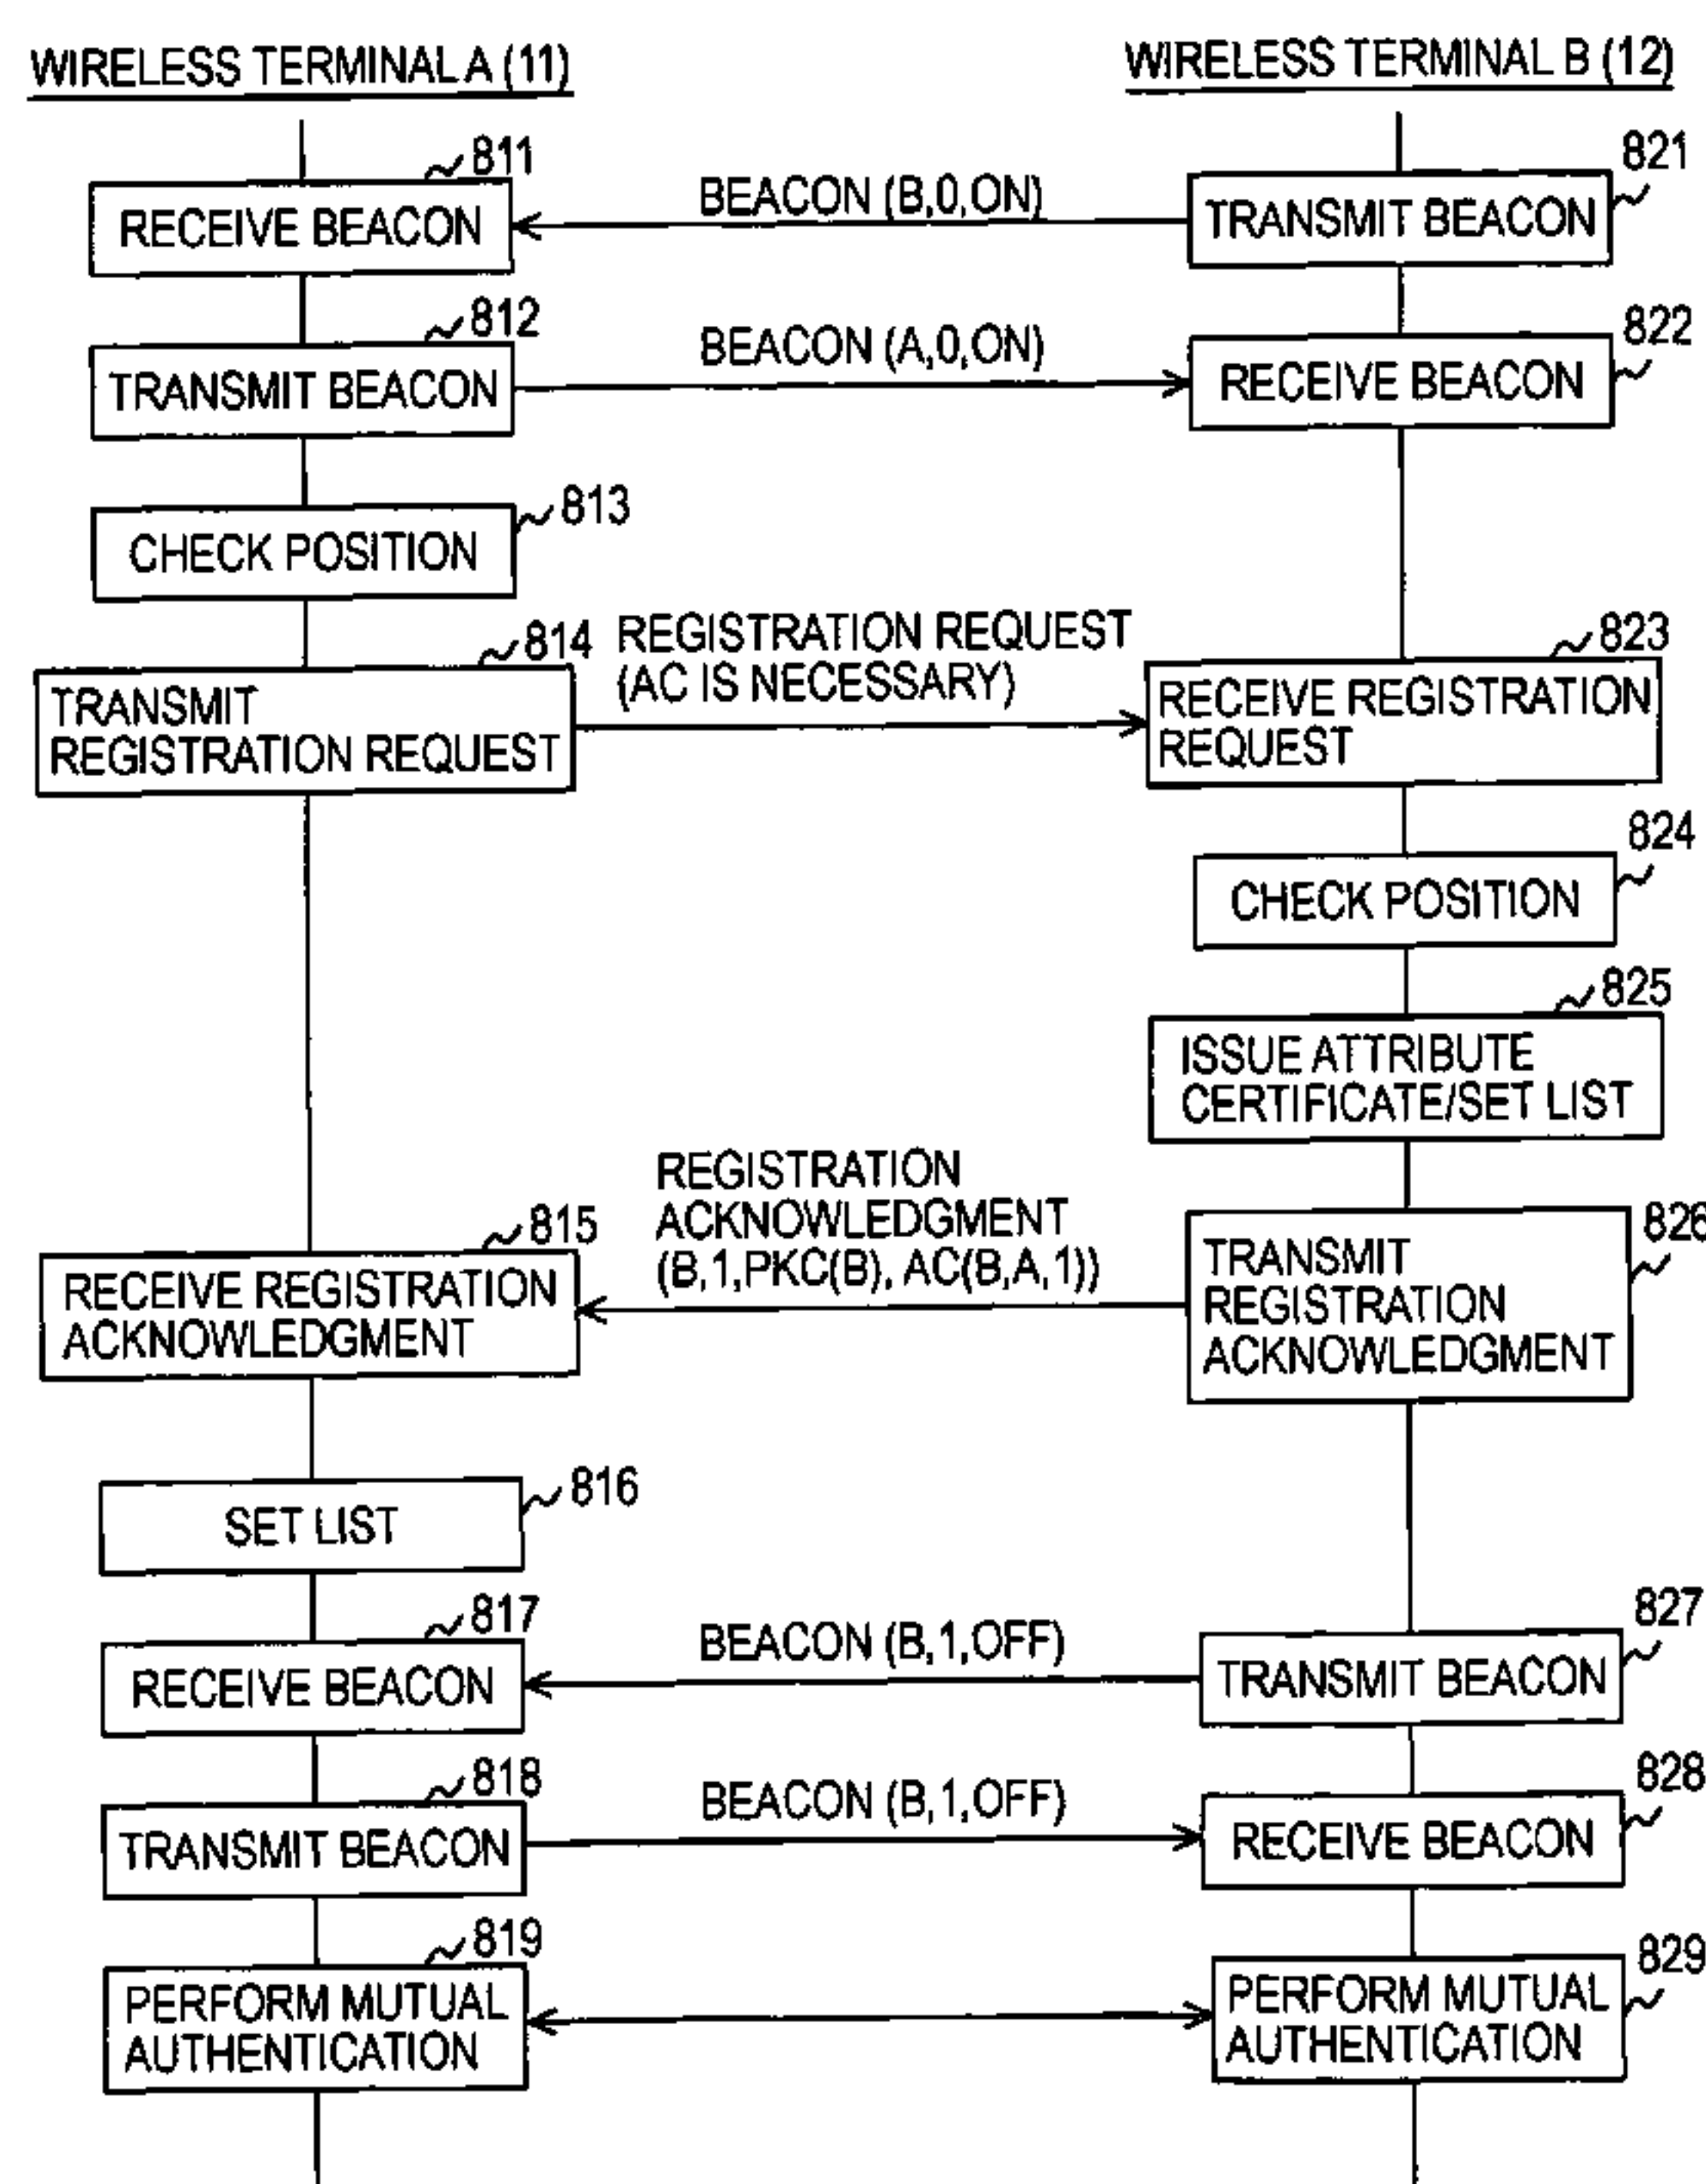 WIRELESS TERMINAL A (11)
WIRELESS TERMINAL B (12)
811
RECEIVE BEACON
BEACON (B,0,ON)
821
TRANSMIT BEACON
812
TRANSMIT BEACON
BEACON (A,0,ON)
822
RECEIVE BEACON
813
CHECK POSITION
814
TRANSMIT
REGISTRATION REQUEST
REGISTRATION REQUEST
(AC IS NECESSARY)
823
RECEIVE REGISTRATION
REQUEST
824
CHECK POSITION
825
ISSUE ATTRIBUTE
CERTIFICATE/SET LIST
815
RECEIVE REGISTRATION
ACKNOWLEDGMENT
REGISTRATION
ACKNOWLEDGMENT
(B,1,PKC(B), AC(B,A,1))
826
TRANSMIT
REGISTRATION
ACKNOWLEDGMENT
816
SET LIST
817
RECEIVE BEACON
BEACON (B,1,OFF)
827
TRANSMIT BEACON
818
TRANSMIT BEACON
BEACON (B,1,OFF)
828
RECEIVE BEACON
819
PERFORM MUTUAL
AUTHENTICATION
829
PERFORM MUTUAL
AUTHENTICATION